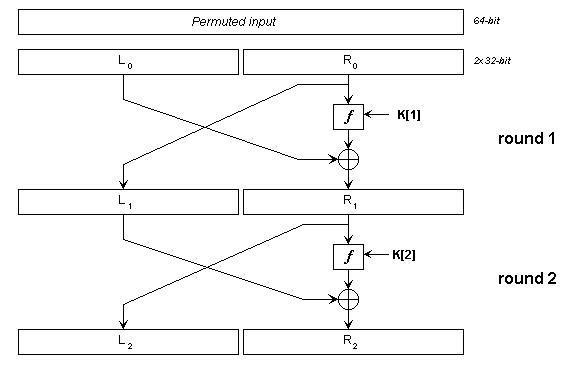 Permuted input 64-bit
L0 R0 2x32-bit
f K[1]
round 1
L1 R1
f K[2]
round 2
L2 R2